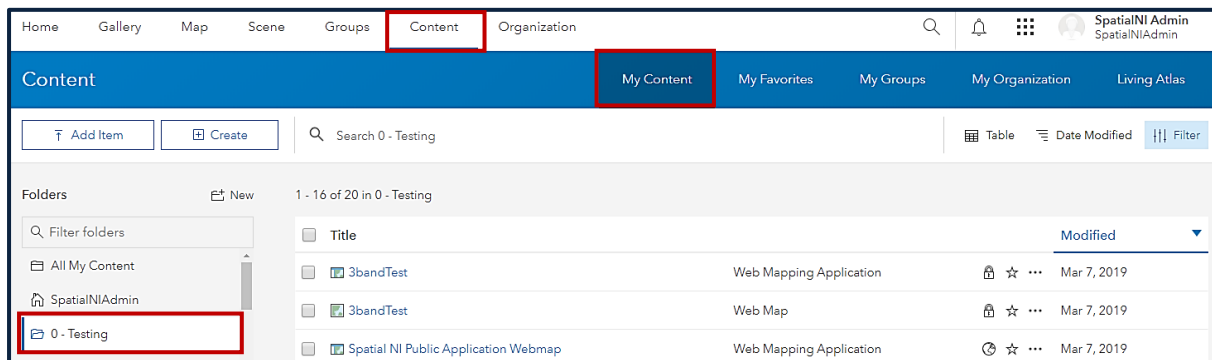 Home Gallery Map Scene Groups Content Organization SpatialNI Admin
SpatialNIAdmin
Content My Content My Favorites My Groups My Organization Living Atlas
Add Item Create Search 0 - Testing Table Date Modified Filter
Folders New 1 - 16 of 20 in 0 - Testing
Filter folders Title Modified
All My Content 3bandTest Web Mapping Application Mar 7, 2019
SpatialNIAdmin 3bandTest Web Map Mar 7, 2019
0 - Testing Spatial NI Public Application Webmap Web Mapping Application Mar 7, 2019